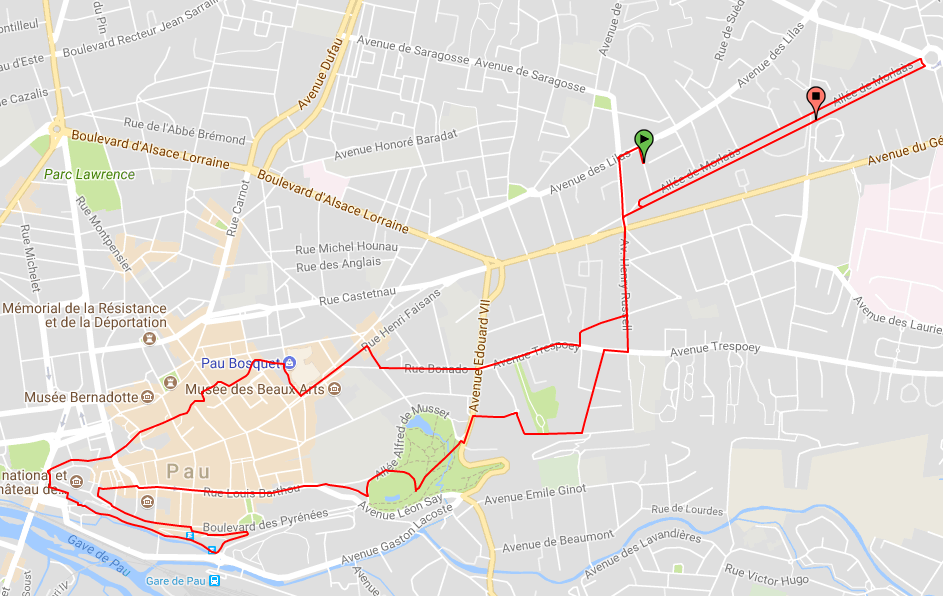 ontilleul
du Pin
Boulevard Recteur Jean Sarrail
au d'Este
e Cazalis
Rue de l'Abbé Brémond
Boulevard d'Alsace Lorraine
Avenue Dufau
Avenue de Saragosse
Avenue de Saragosse
Avenue de
Rue de Suède
Avenue des Lilas
Allée de Morlaàs
Avenue Honoré Baradat
Avenue des Lilas
Allée de Morlaàs
Avenue du Gé
Parc Lawrence
Rue Montpensier
Rue Carnot
Boulevard d'Alsace Lorraine
Rue Michelet
Rue Michel Hounau
Rue des Anglais
Rue Castetnau
Rue Henri Faisans
Av. Henry Russell
Avenue des Laurie
Mémorial de la Résistance
et de la Déportation
Avenue Edouard VII
Pau Bosquet
Rue Bonado
Avenue Trespoey
Avenue Trespoey
Musée Bernadotte
Musée des Beaux Arts
Allée Alfred de Musset
national et
hâteau de...
Pau
Rue Louis Barthou
Boulevard des Pyrénées
Avenue Léon Say
Avenue Gaston Lacoste
Avenue Emile Ginot
Rue de Lourdes
Gave de Pau
Avenue de Beaumont
Avenue des Lavandières
Rue Victor Hugo
Gare de Pau
Avenue